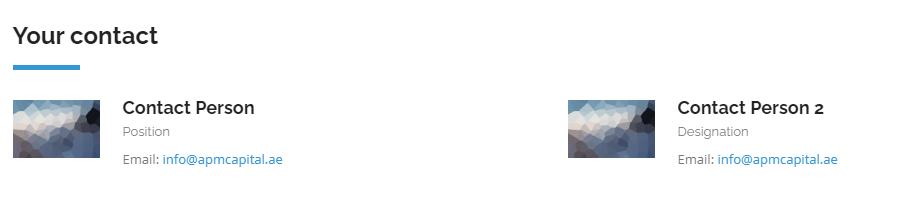 Your contact
Contact Person
Position
Email: info@apmcapital.ae
Contact Person 2
Designation
Email: info@apmcapital.ae